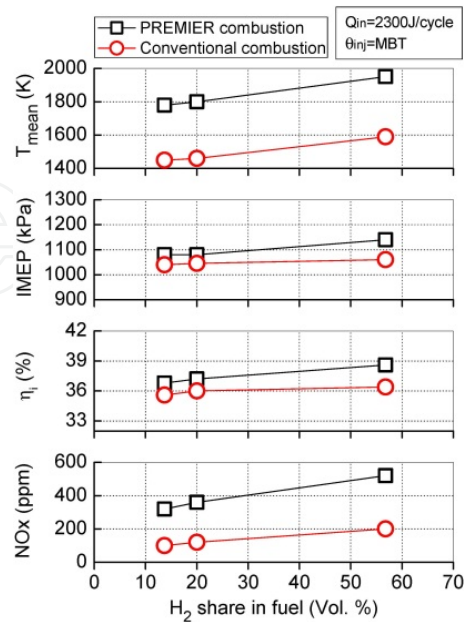 PREMIER combustion
Conventional combustion
Qin=2300J/cycle
θinj=MBT
2000
1800
1600
1400
Tmean (K)
1300
1200
1100
1000
900
IMEP (kPa)
42
39
36
33
ηi (%)
600
400
200
0
NOx (ppm)
0 10 20 30 40 50 60 70
H2 share in fuel (Vol. %)